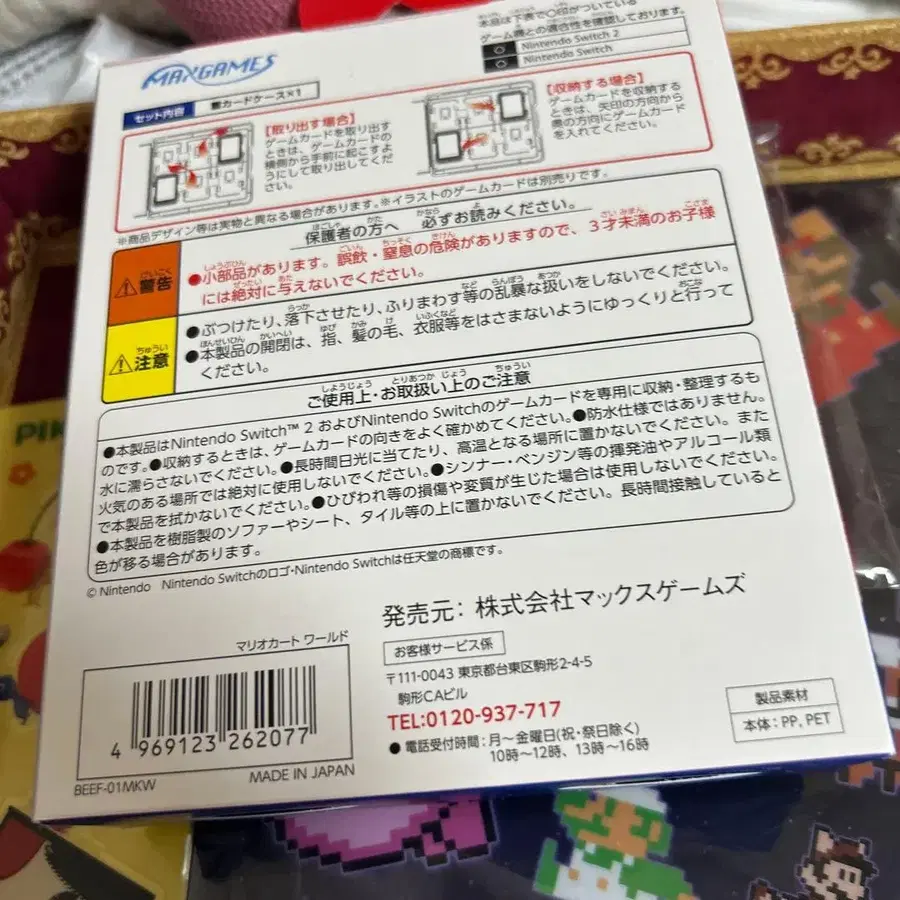 本品は下表で○印がついている
ゲーム機との適合性を確認しております。
○ Nintendo Switch 2
○ Nintendo Switch
MAXGAMES
セット内容 カードケース×1
【取り出す場合】
ゲームカードを取り出す
ときは、ゲームカードの
横側から手前に起こすよ
うにして取り出してくだ
さい。
【収納する場合】
ゲームカードを収納する
ときは、矢印の方向から
奥の方向にゲームカード
を入れてください。
※商品デザイン等は実物と異なる場合があります。※イラストのゲームカードは別売りです。
保護者の方へ 必ずお読みください。
警告
●小部品があります。誤飲・窒息の危険がありますので、3才未満のお子様
には絶対に与えないでください。
注意
●ぶつけたり、落下させたり、ふりまわす等の乱暴な扱いをしないでください。
●本製品の開閉は、指、髪の毛、衣服等をはさまないようにゆっくりと行って
ください。
ご使用上・お取扱い上のご注意
●本製品はNintendo Switch™ 2 およびNintendo Switchのゲームカードを専用に収納・整理するも
のです。●収納するときは、ゲームカードの向きをよく確かめてください。●防水仕様ではありません。
水に濡らさないでください。●長時間日光に当てたり、高温となる場所に置かないでください。また
火気のある場所では絶対に使用しないでください。●シンナー・ベンジン等の揮発油やアルコール類
で本製品を拭かないでください。●ひびわれ等の損傷や変質が生じた場合は使用しないでください。
●本製品を樹脂製のソファーやシート、タイル等の上に置かないでください。長時間接触していると
色が移る場合があります。
© Nintendo Nintendo Switchのロゴ・Nintendo Switchは任天堂の商標です。
発売元: 株式会社マックスゲームズ
お客様サービス係
〒111-0043 東京都台東区駒形2-4-5
駒形CAビル
TEL:0120-937-717
●電話受付時間:月～金曜日(祝・祭日除く)
10時～12時、13時～16時
マリオカート ワールド
4 969123 262077
BEEF-01MKW
MADE IN JAPAN
製品素材
本体:PP, PET
PIK